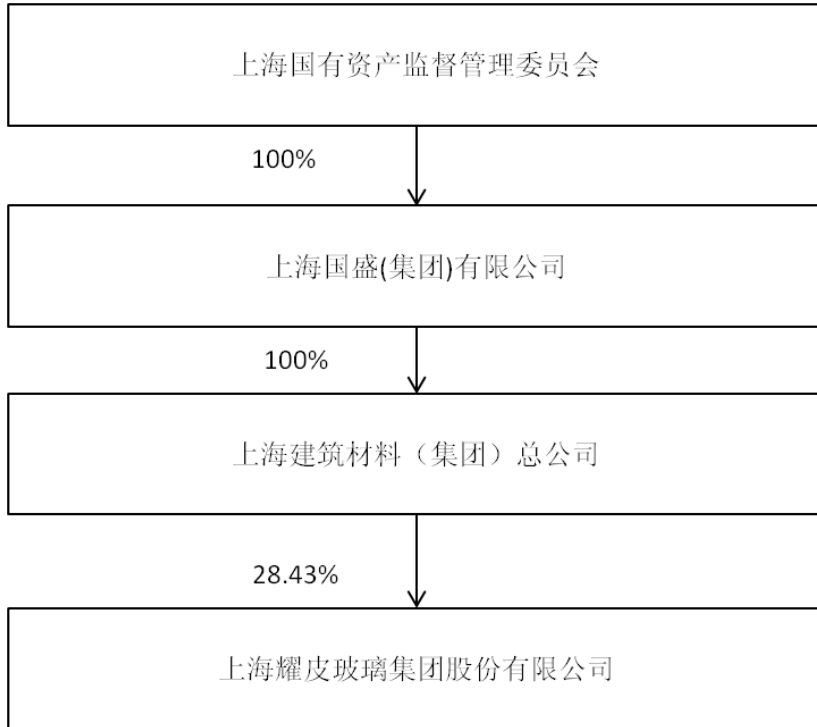 上海国有资产监督管理委员会
100%
上海国盛(集团)有限公司
100%
上海建筑材料（集团）总公司
28.43%
上海耀皮玻璃集团股份有限公司